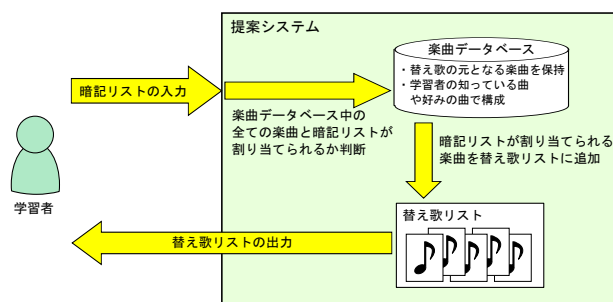 提案システム
楽曲データベース
・替え歌の元となる楽曲を保持
・学習者の知っている曲
や好みの曲で構成
暗記リストの入力
楽曲データベース中の
全ての楽曲と暗記リストが
割り当てられるか判断
暗記リストが割り当てられる
楽曲を替え歌リストに追加
学習者
替え歌リスト
替え歌リストの出力